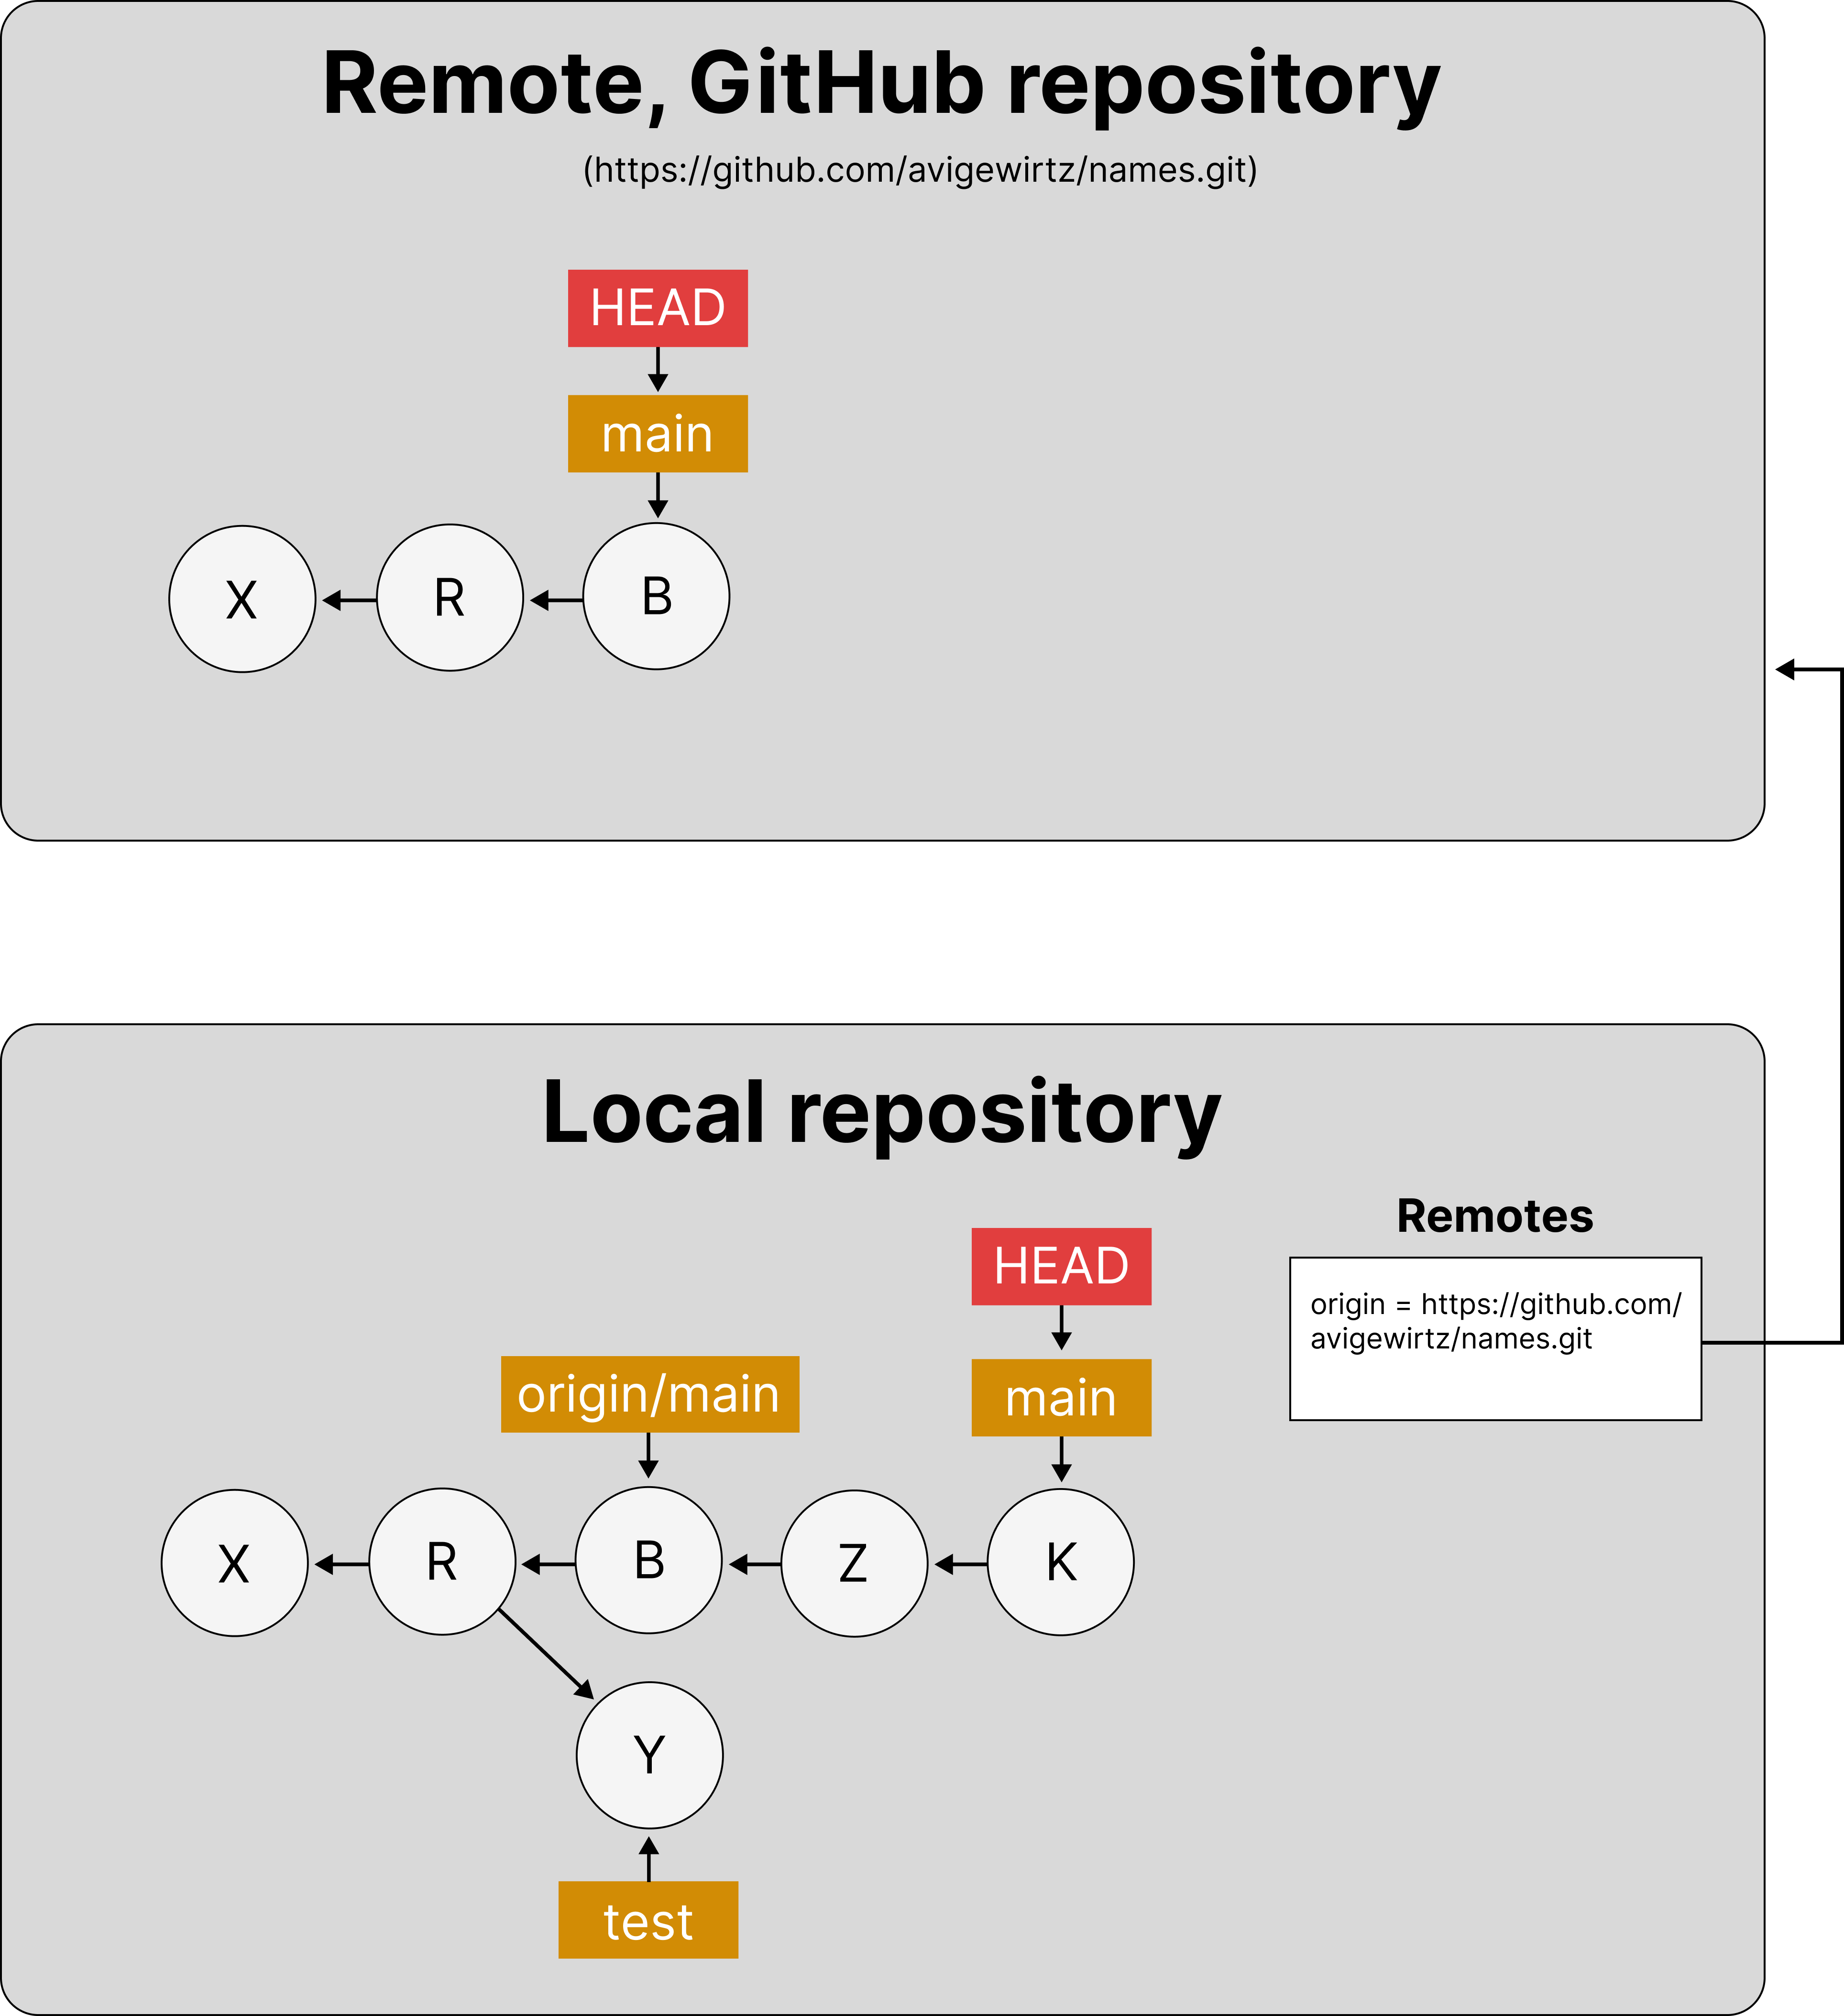 Remote, GitHub repository
(https://github.com/avigewirtz/names.git)
HEAD
main
X
R
B
Local repository
Remotes
HEAD
origin = https://github.com/
avigewirtz/names.git
origin/main
main
X
R
B
Z
K
Y
test